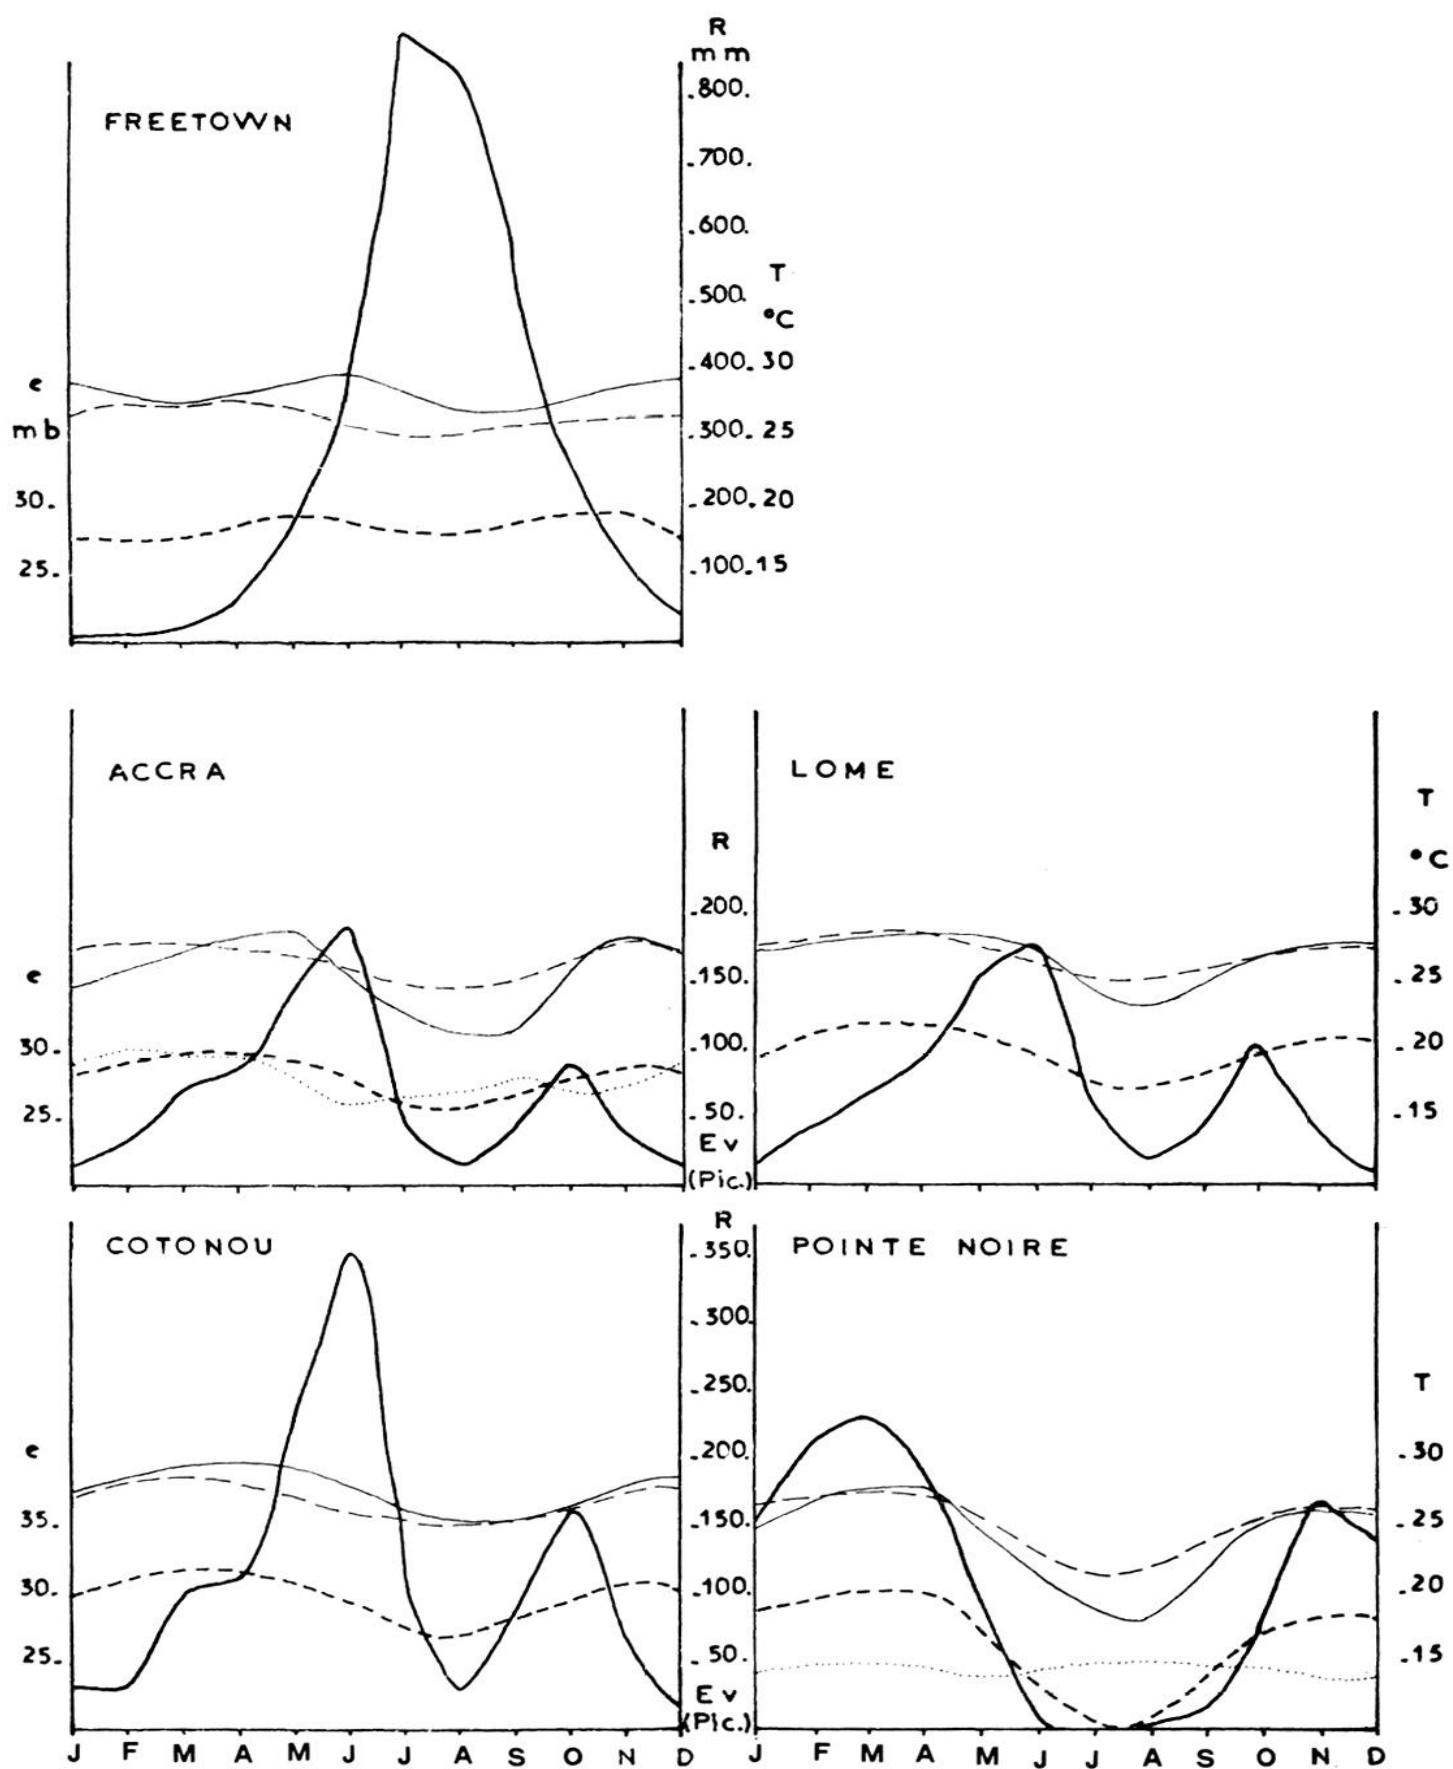 FREETOWN
R
mm
.800.
.700.
.600.
T
.500.
°C
.400. 30
e
mb
.300. 25
30.
.200. 20
25.
.100. 15
ACCRA
LOME
T
R
°C
.200.
.30
e
.150.
.25
30.
.100.
.20
25.
.50.
.15
Ev
(Pic.)
R
COTONOU
.350.
POINTE NOIRE
.300.
.250.
T
e
.200.
.30
35.
.150.
.25
30.
.100.
.20
25.
.50.
.15
Ev
(Pic.)
J F M A M J J A S O N D
J F M A M J J A S O N D